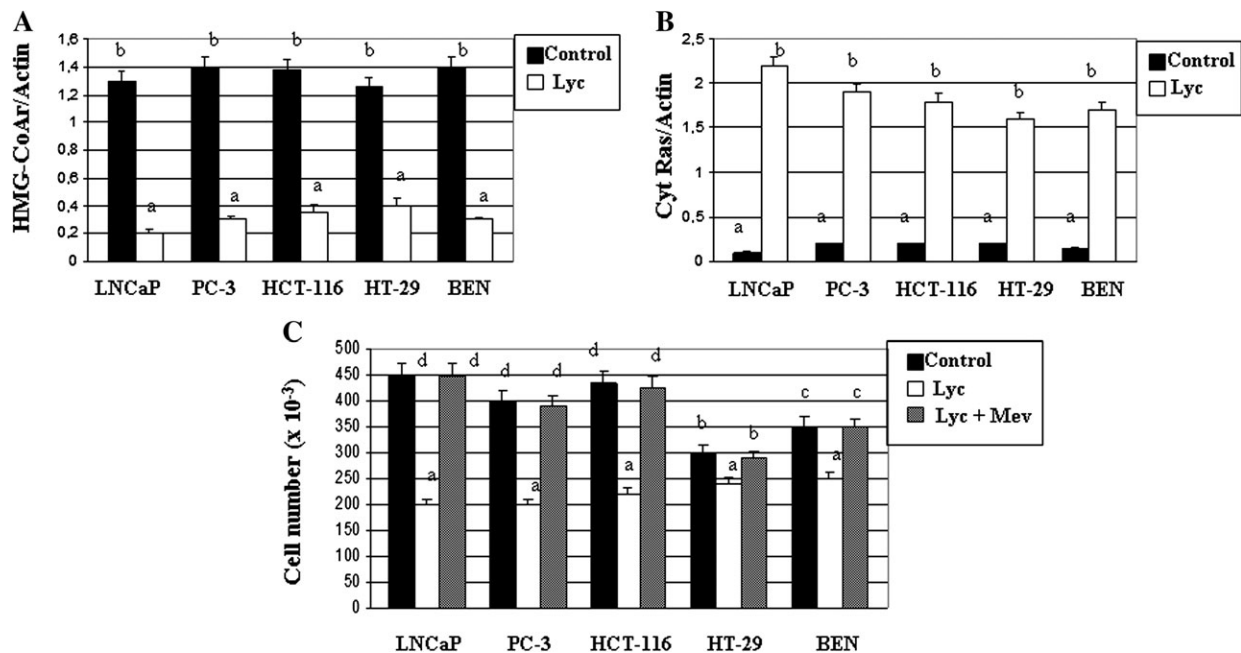 A
HMG-CoAr/Actin
1,6
1,4
1,2
1
0,8
0,6
0,4
0,2
0
b b b b b
a a a a a
LNCaP PC-3 HCT-116 HT-29 BEN
Control
Lyc
B
Cyt Ras/Actin
2,5
2
1,5
1
0,5
0
b b b b b
a a a a a
LNCaP PC-3 HCT-116 HT-29 BEN
Control
Lyc
C
Cell number (x 10-3)
500
450
400
350
300
250
200
150
100
50
0
d d d d d d b b c c
a a a a a
LNCaP PC-3 HCT-116 HT-29 BEN
Control
Lyc
Lyc + Mev